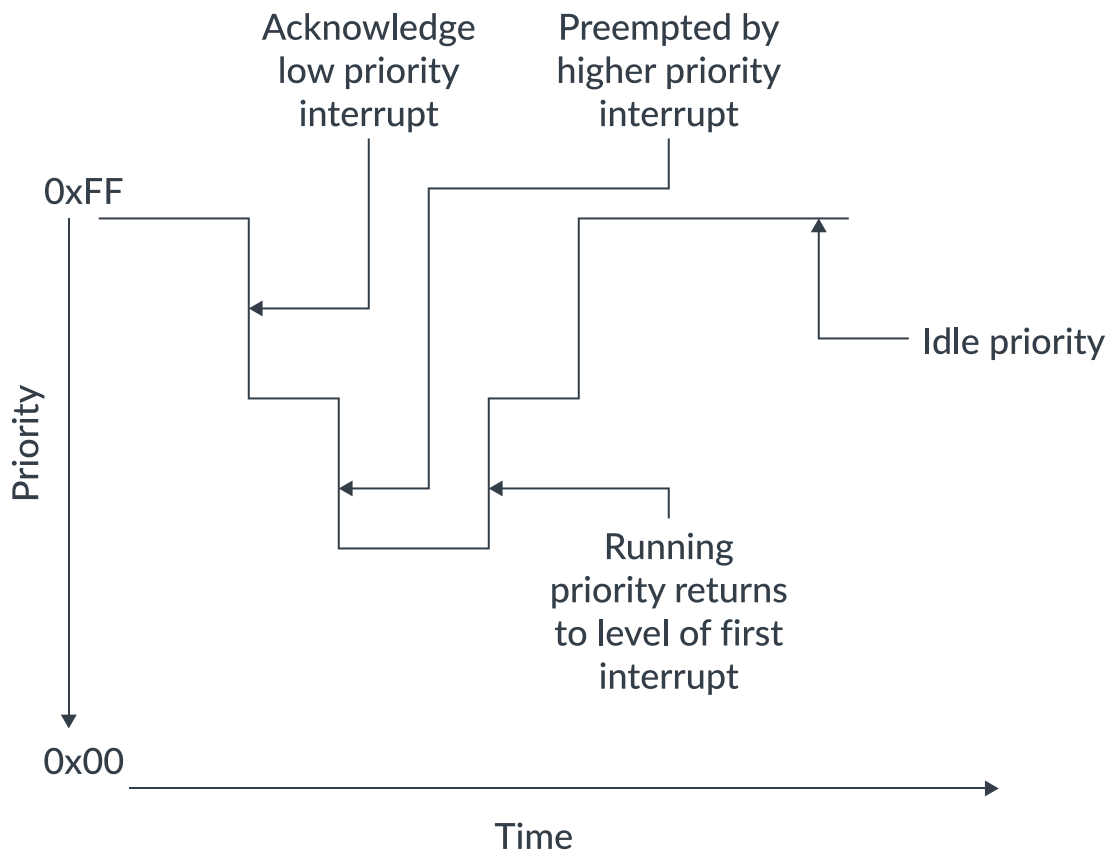 Acknowledge
low priority
interrupt
Preempted by
higher priority
interrupt
0xFF
Idle priority
Priority
Running
priority returns
to level of first
interrupt
0x00
Time